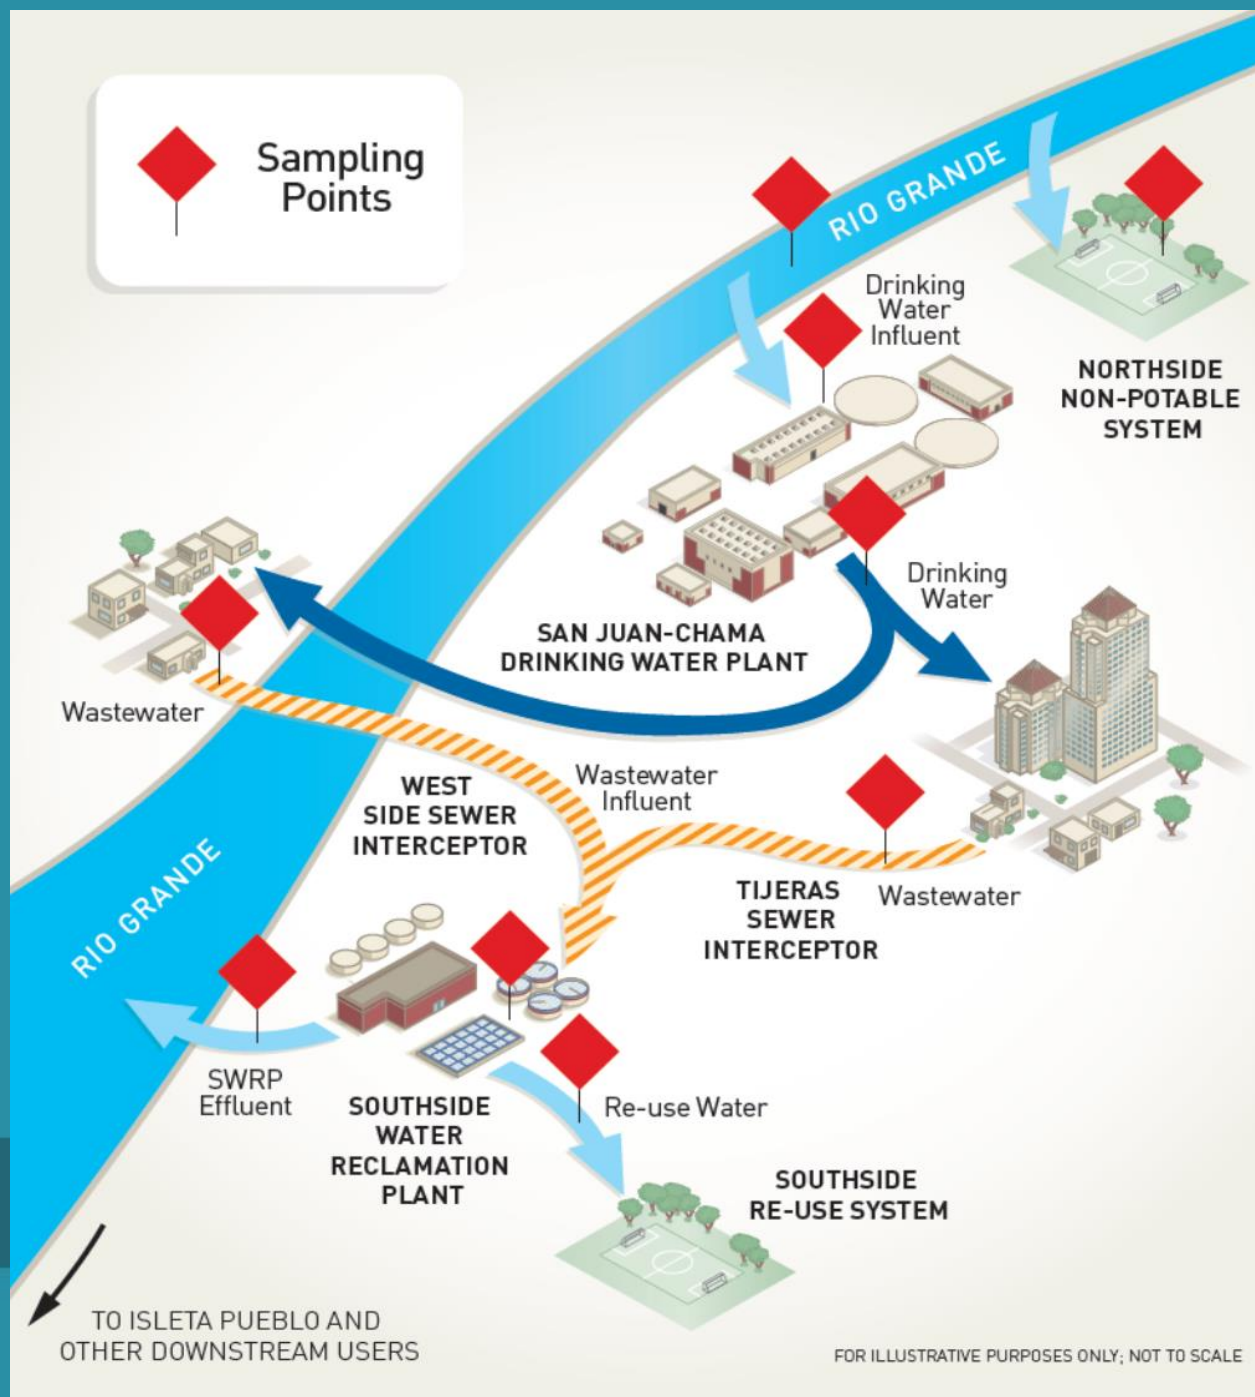 Sampling
Points
RIO GRANDE
Drinking
Water
Influent
NORTHSIDE
NON-POTABLE
SYSTEM
Drinking
Water
SAN JUAN-CHAMA
DRINKING WATER PLANT
Wastewater
WEST
SIDE SEWER
INTERCEPTOR
Wastewater
Influent
TIJERAS
SEWER
INTERCEPTOR
Wastewater
RIO GRANDE
SWRP
Effluent
SOUTHSIDE
WATER
RECLAMATION
PLANT
Re-use Water
SOUTHSIDE
RE-USE SYSTEM
TO ISLETA PUEBLO AND
OTHER DOWNSTREAM USERS
FOR ILLUSTRATIVE PURPOSES ONLY; NOT TO SCALE